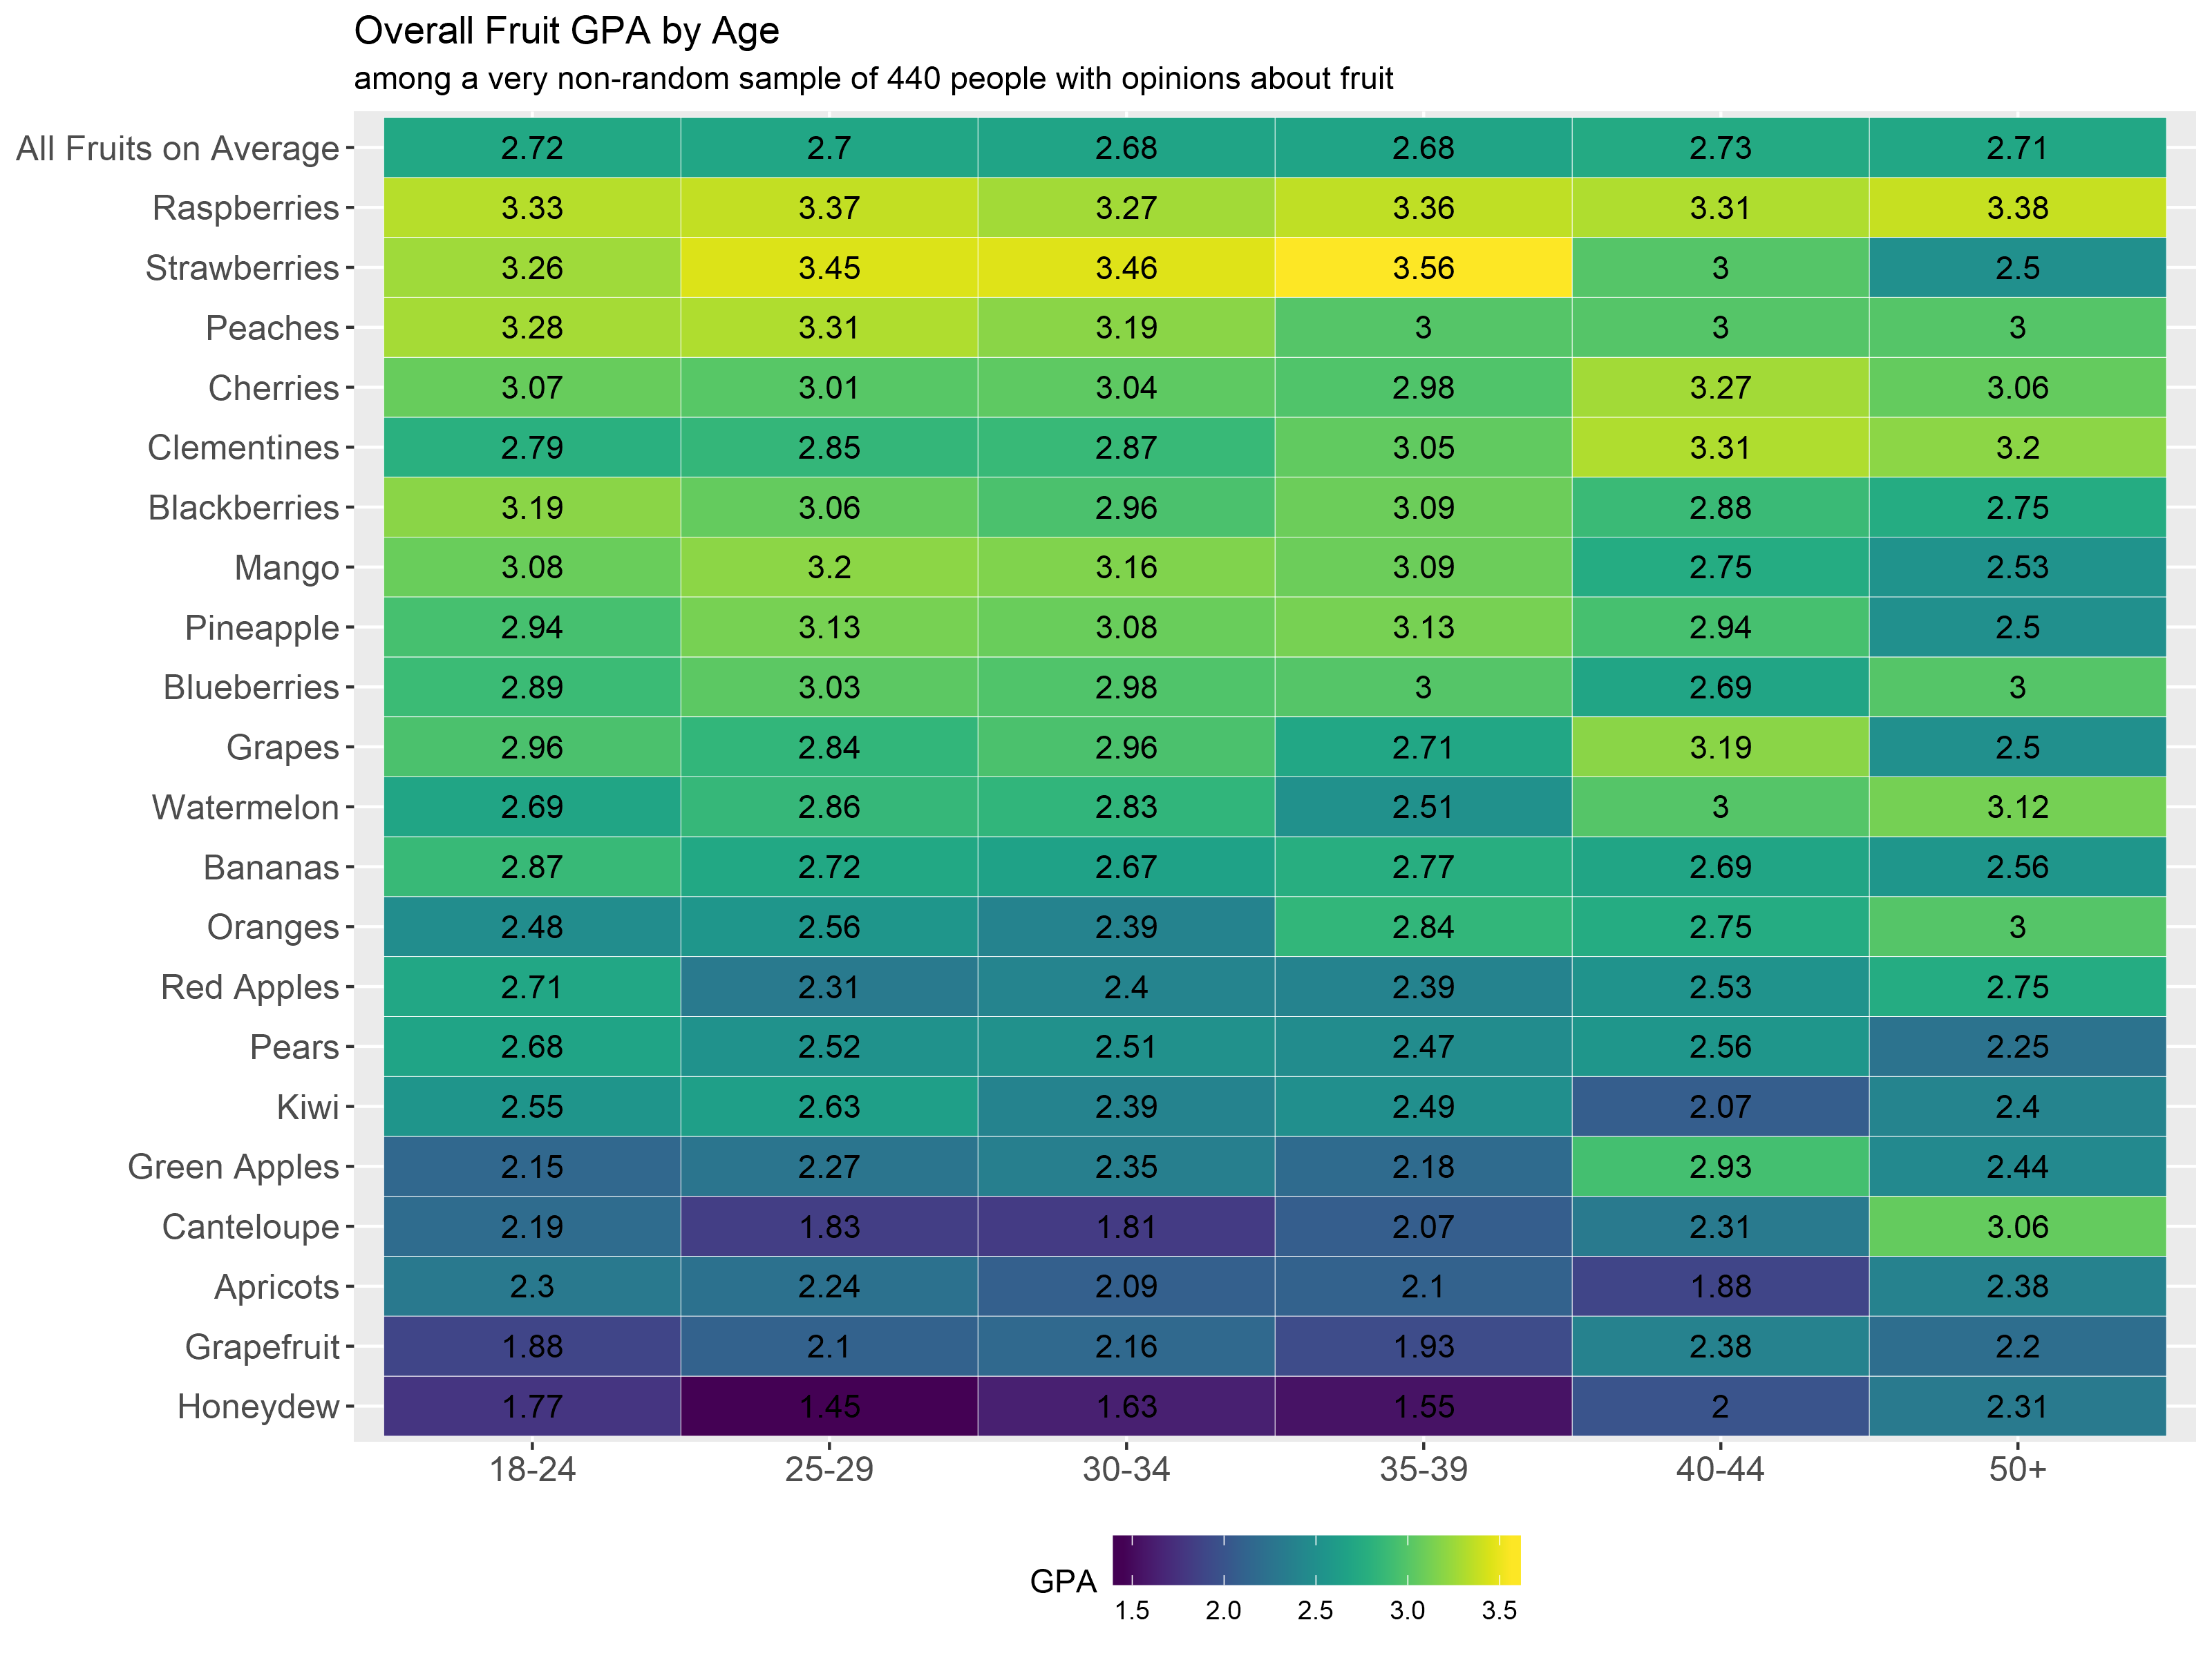 Overall Fruit GPA by Age
among a very non-random sample of 440 people with opinions about fruit
All Fruits on Average 2.72 2.7 2.68 2.68 2.73 2.71
Raspberries 3.33 3.37 3.27 3.36 3.31 3.38
Strawberries 3.26 3.45 3.46 3.56 3 2.5
Peaches 3.28 3.31 3.19 3 3 3
Cherries 3.07 3.01 3.04 2.98 3.27 3.06
Clementines 2.79 2.85 2.87 3.05 3.31 3.2
Blackberries 3.19 3.06 2.96 3.09 2.88 2.75
Mango 3.08 3.2 3.16 3.09 2.75 2.53
Pineapple 2.94 3.13 3.08 3.13 2.94 2.5
Blueberries 2.89 3.03 2.98 3 2.69 3
Grapes 2.96 2.84 2.96 2.71 3.19 2.5
Watermelon 2.69 2.86 2.83 2.51 3 3.12
Bananas 2.87 2.72 2.67 2.77 2.69 2.56
Oranges 2.48 2.56 2.39 2.84 2.75 3
Red Apples 2.71 2.31 2.4 2.39 2.53 2.75
Pears 2.68 2.52 2.51 2.47 2.56 2.25
Kiwi 2.55 2.63 2.39 2.49 2.07 2.4
Green Apples 2.15 2.27 2.35 2.18 2.93 2.44
Canteloupe 2.19 1.83 1.81 2.07 2.31 3.06
Apricots 2.3 2.24 2.09 2.1 1.88 2.38
Grapefruit 1.88 2.1 2.16 1.93 2.38 2.2
Honeydew 1.77 1.45 1.63 1.55 2 2.31
18-24 25-29 30-34 35-39 40-44 50+
GPA
1.5 2.0 2.5 3.0 3.5